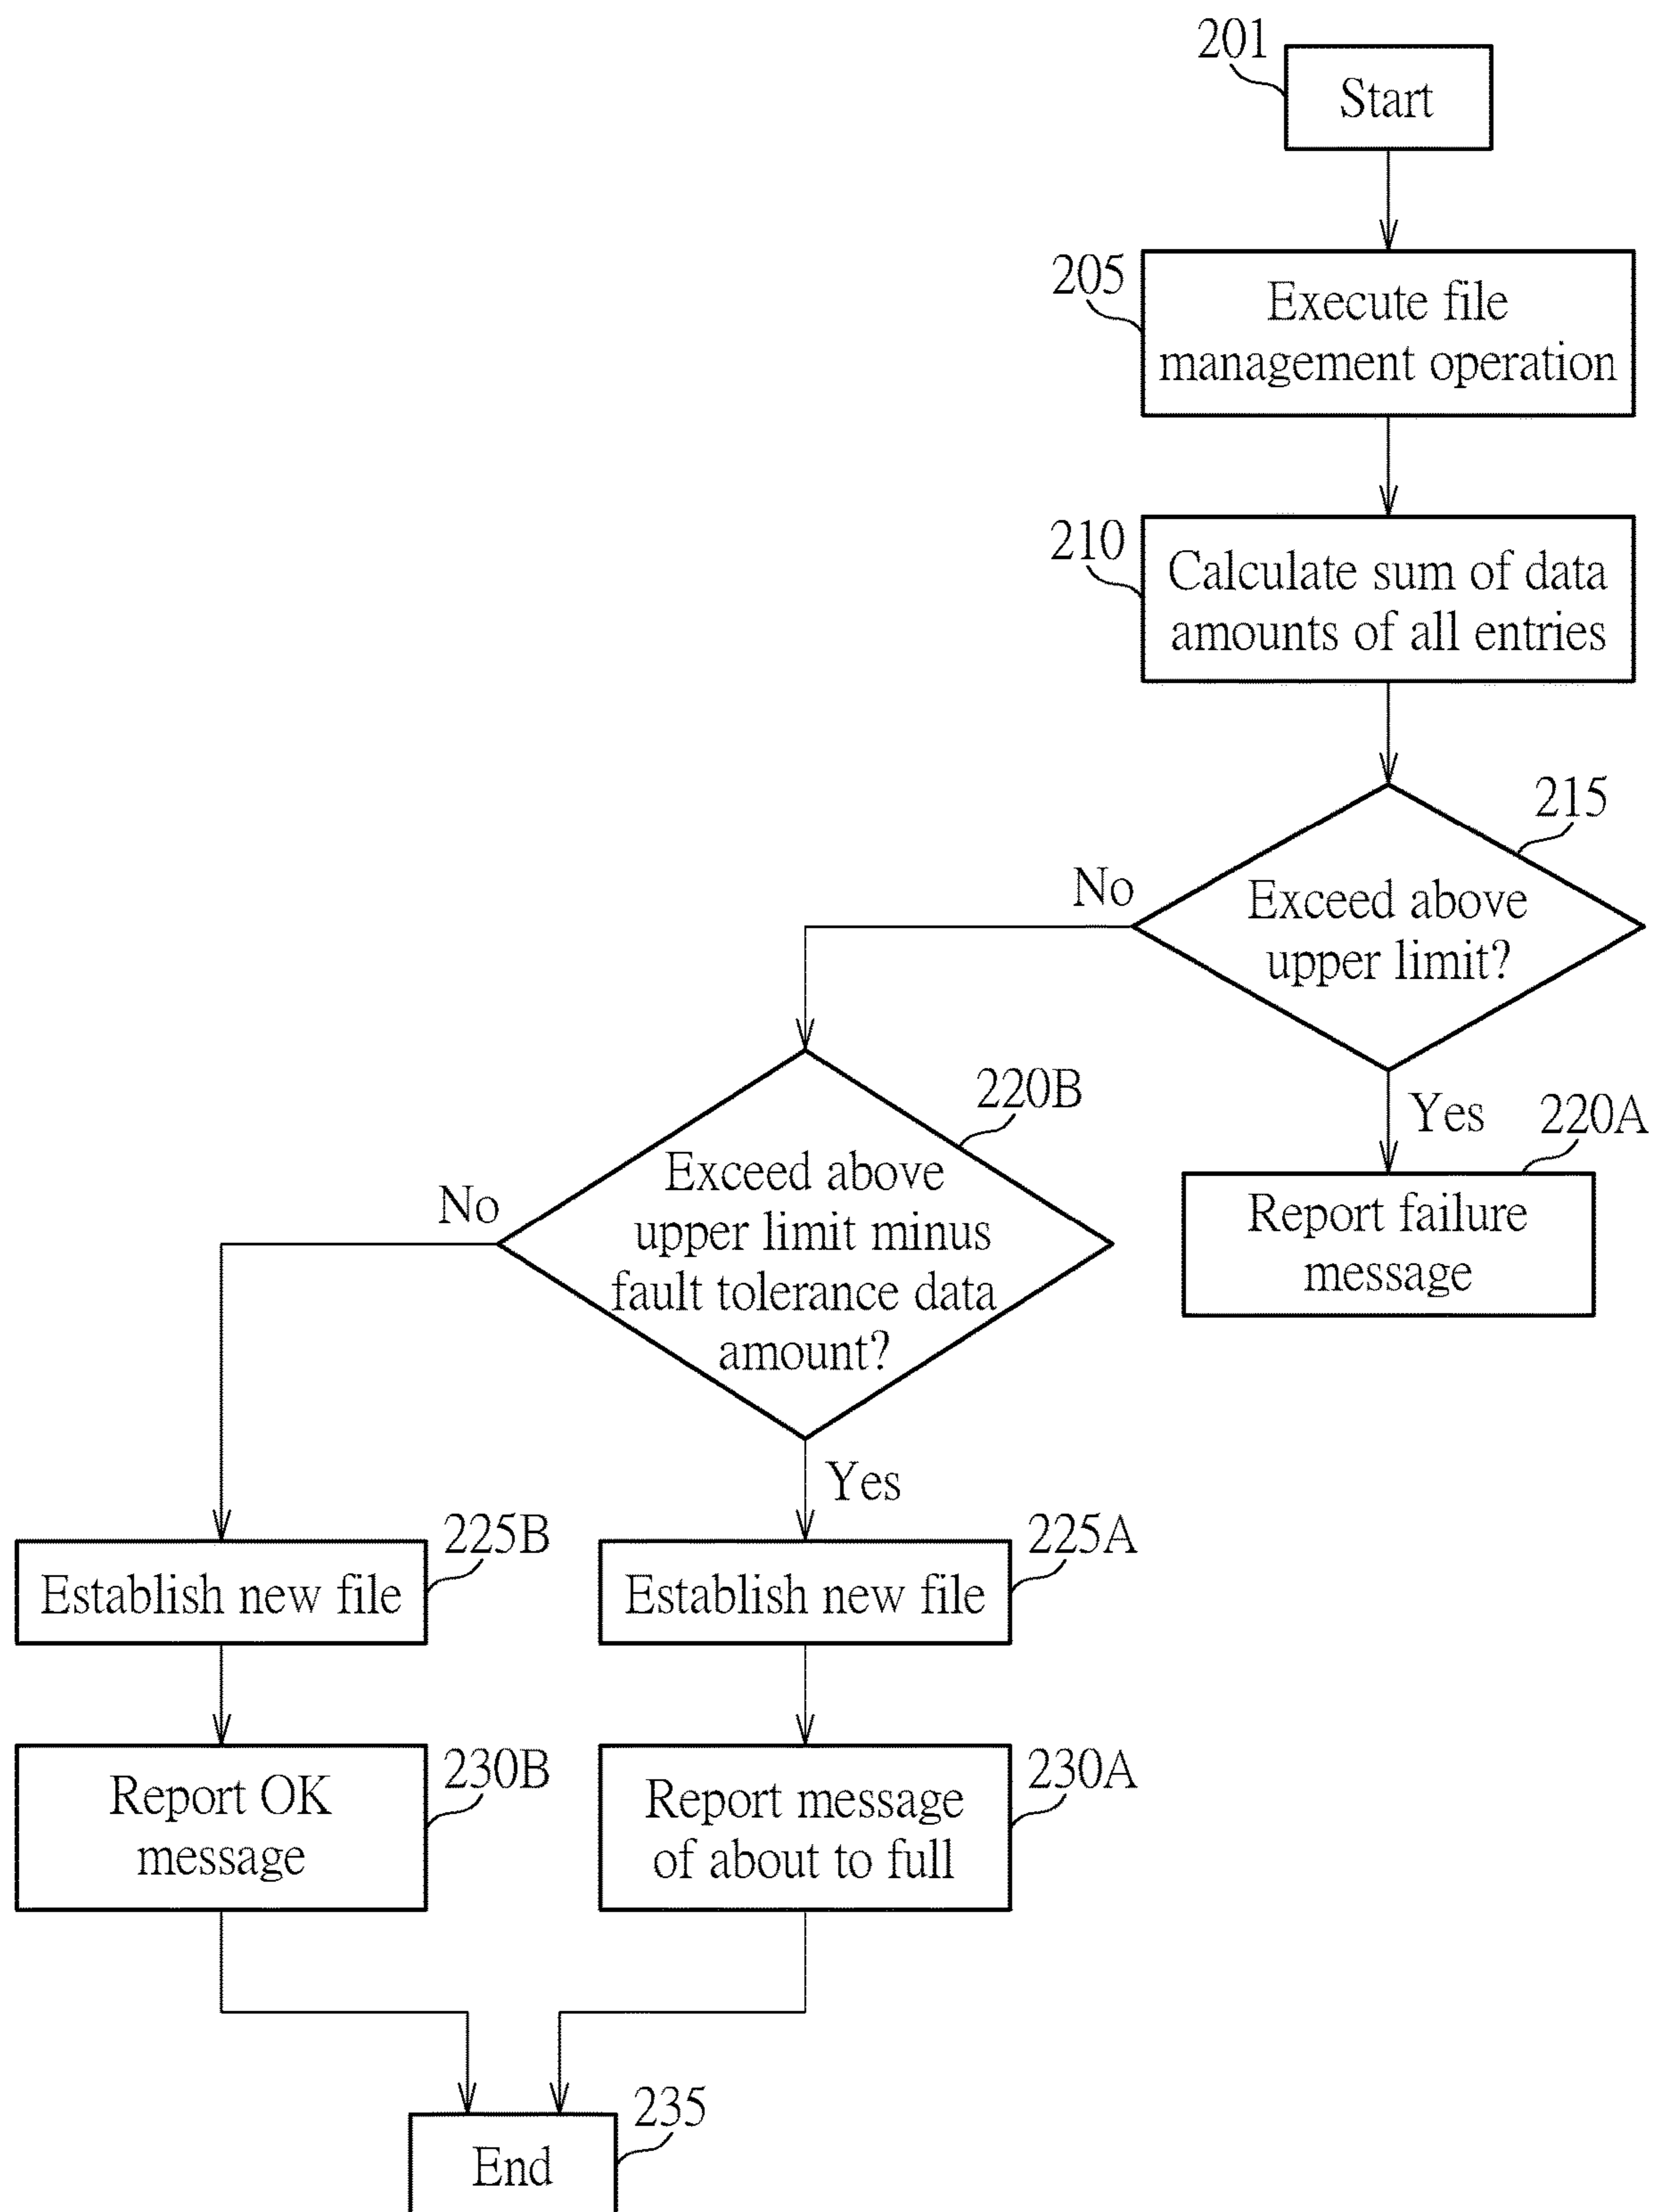 201
Start
205
Execute file
management operation
210
Calculate sum of data
amounts of all entries
215
Exceed above
upper limit?
No
Yes
220A
Report failure
message
220B
Exceed above
upper limit minus
fault tolerance data
amount?
No
Yes
225B
Establish new file
225A
Establish new file
230B
Report OK
message
230A
Report message
of about to full
235
End